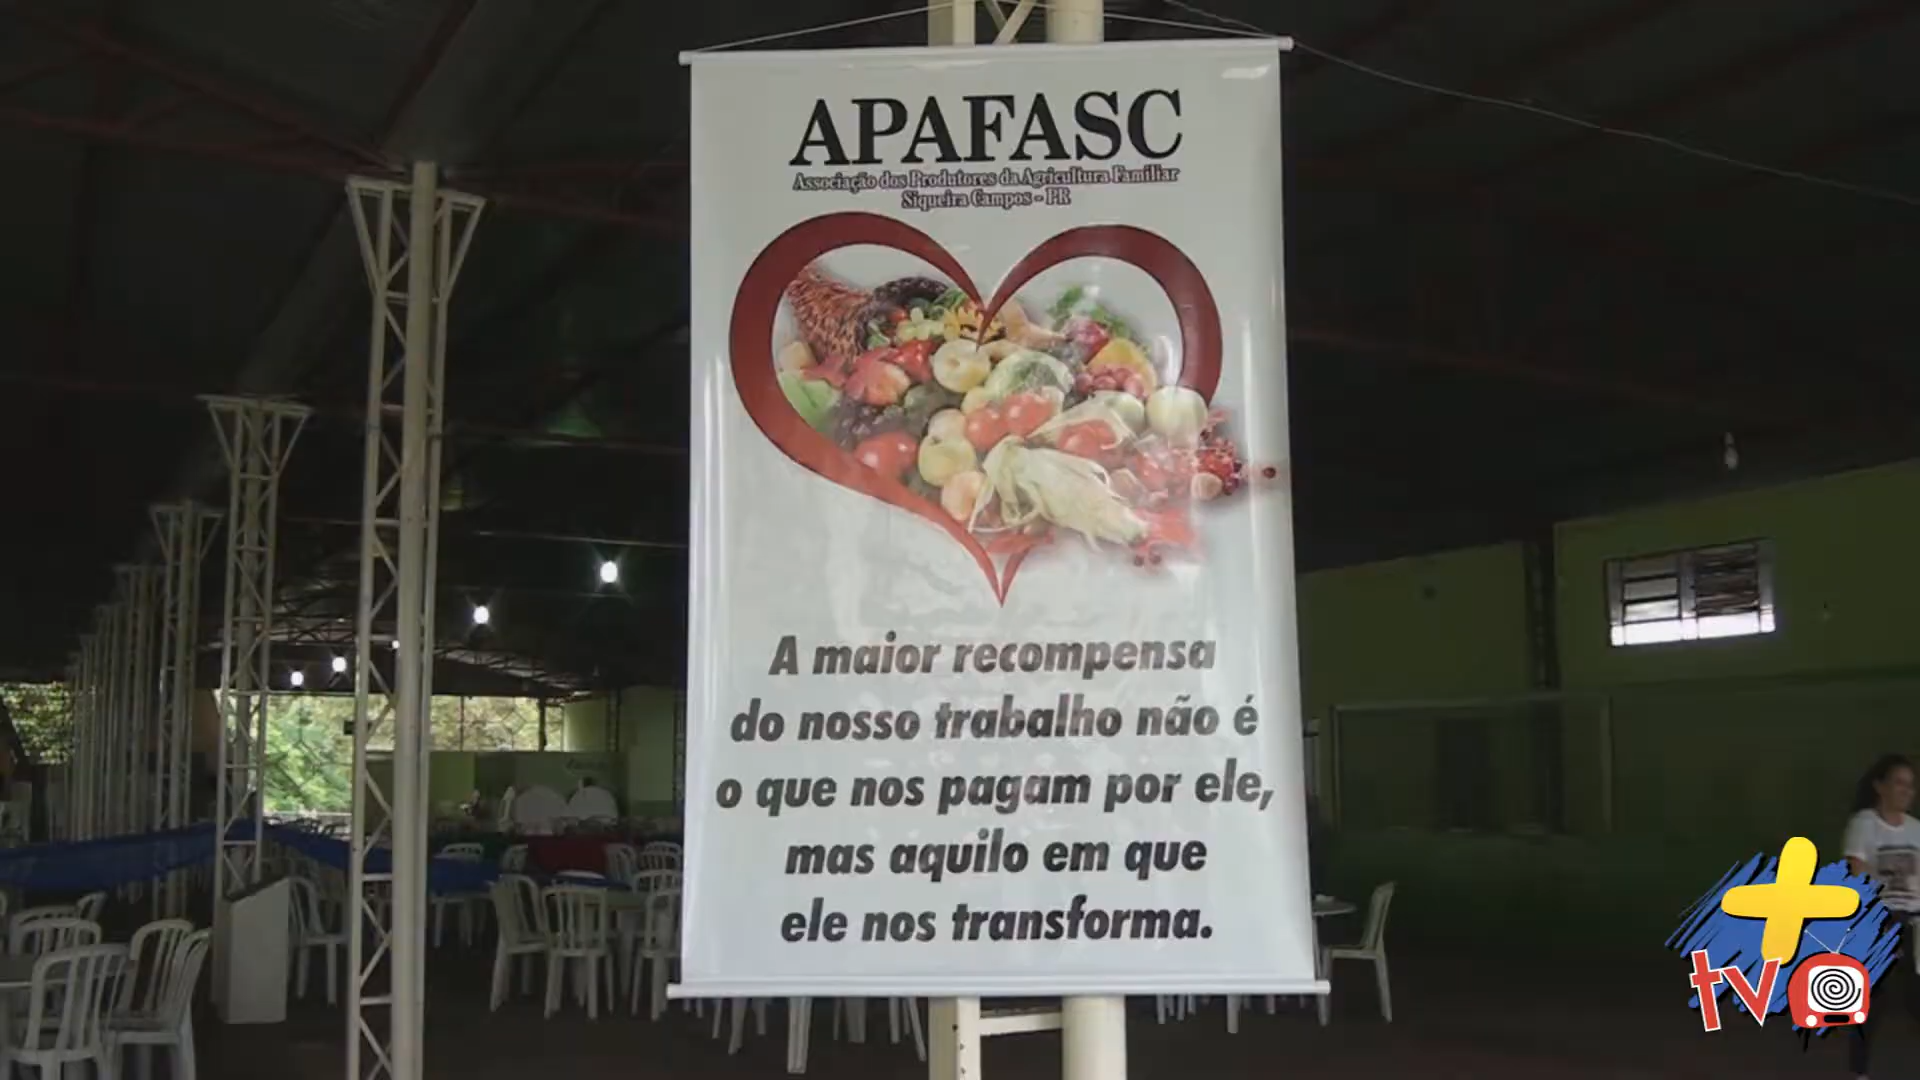 APAFASC
Associação dos Produtores da Agricultura Familiar
Siqueira Campos - PR
A maior recompensa
do nosso trabalho não é
o que nos pagam por ele,
mas aquilo em que
ele nos transforma.
+
tv